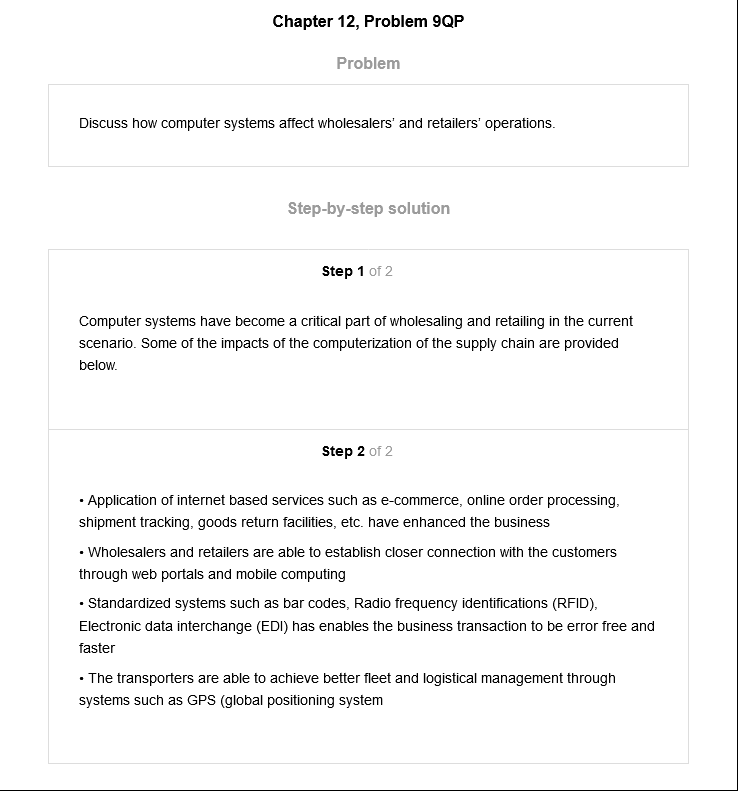 Chapter 12, Problem 9QP
Problem
Discuss how computer systems affect wholesalers' and retailers' operations.
Step-by-step solution
Step 1 of 2
Computer systems have become a critical part of wholesaling and retailing in the current
scenario. Some of the impacts of the computerization of the supply chain are provided
below.
Step 2 of 2
• Application of internet based services such as e-commerce, online order processing,
shipment tracking, goods return facilities, etc. have enhanced the business
• Wholesalers and retailers are able to establish closer connection with the customers
through web portals and mobile computing
• Standardized systems such as bar codes, Radio frequency identifications (RFID),
Electronic data interchange (EDI) has enables the business transaction to be error free and
faster
• The transporters are able to achieve better fleet and logistical management through
systems such as GPS (global positioning system